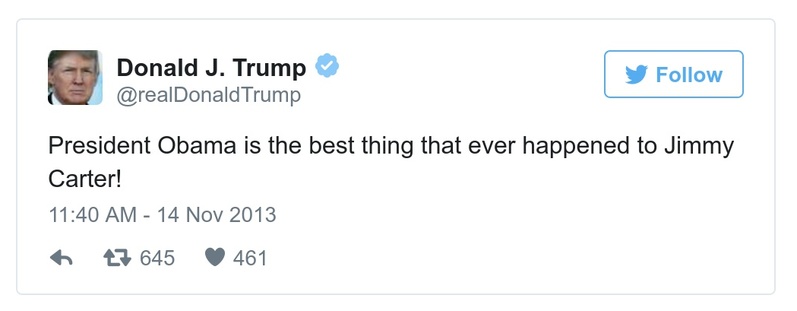 Donald J. Trump
@realDonaldTrump
Follow
President Obama is the best thing that ever happened to Jimmy
Carter!
11:40 AM - 14 Nov 2013
645 461